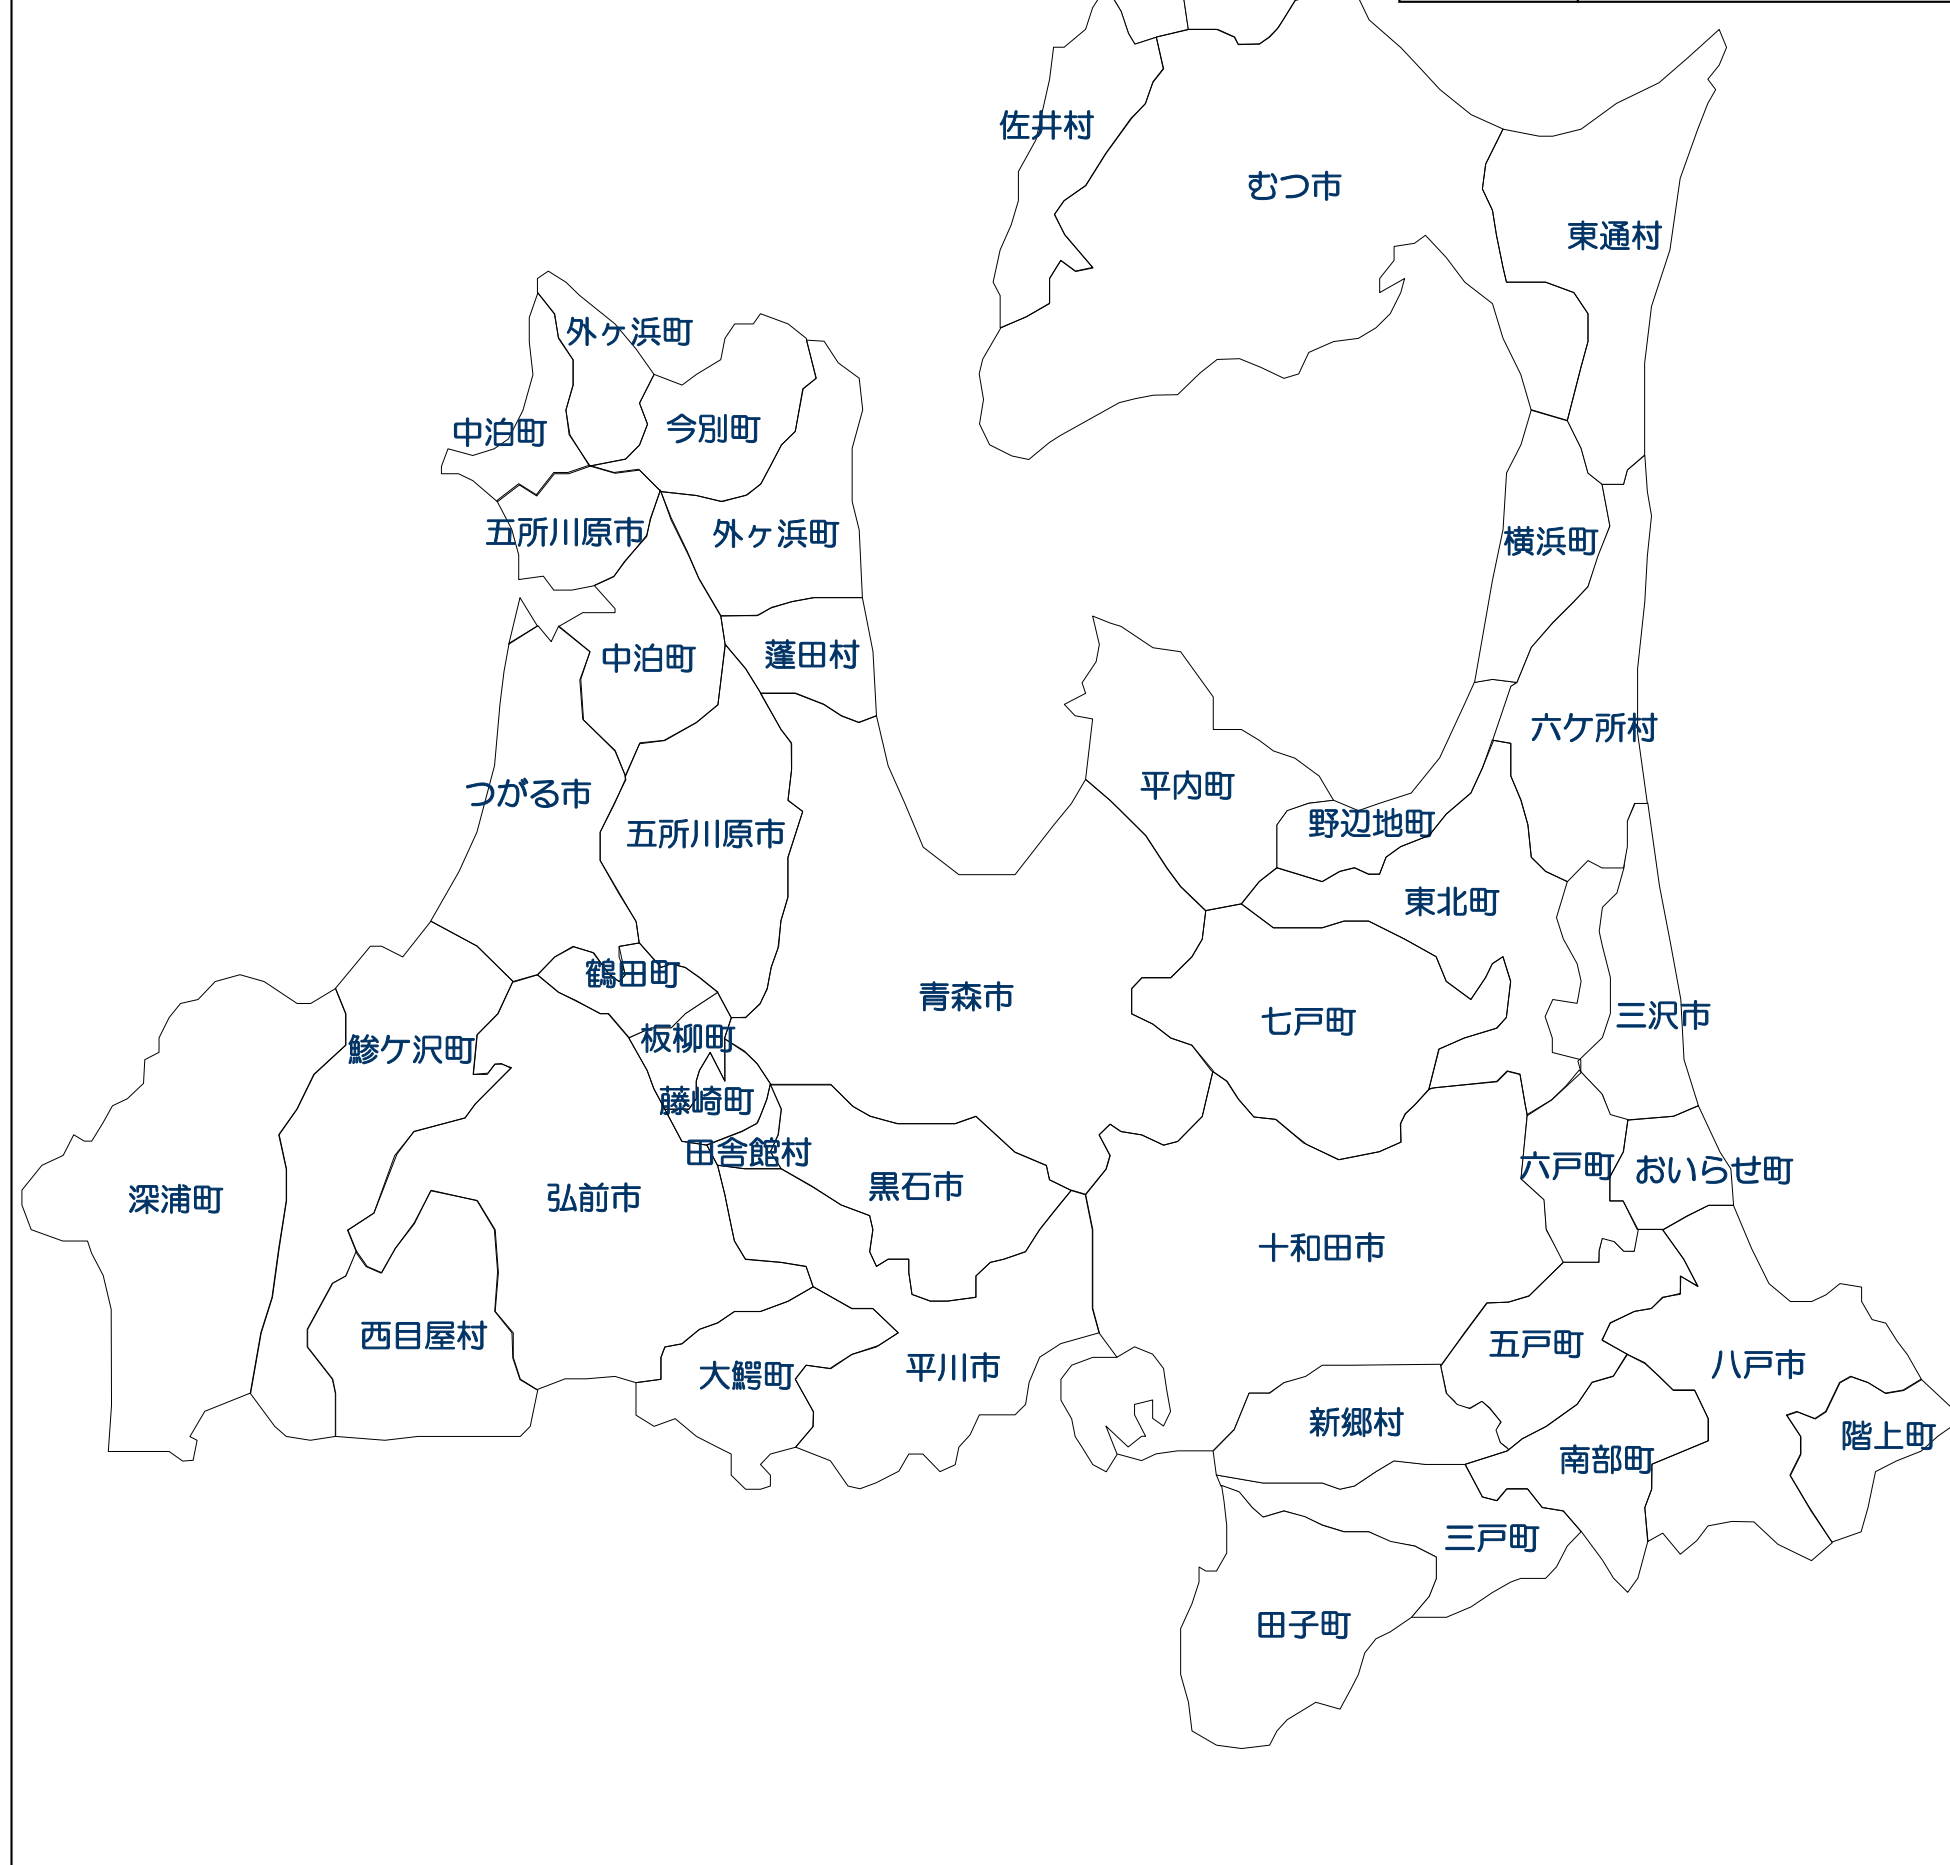 佐井村
むつ市
東通村
外ヶ浜町
今別町
中泊町
五所川原市
外ヶ浜町
横浜町
中泊町
蓬田村
六ケ所村
平内町
つがる市
野辺地町
五所川原市
東北町
鶴田町
青森市
三沢市
七戸町
板柳町
鰺ケ沢町
藤崎町
田舎館村
六戸町
おいらせ町
黒石市
深浦町
弘前市
十和田市
西目屋村
五戸町
八戸市
平川市
大鰐町
新郷村
階上町
南部町
三戸町
田子町